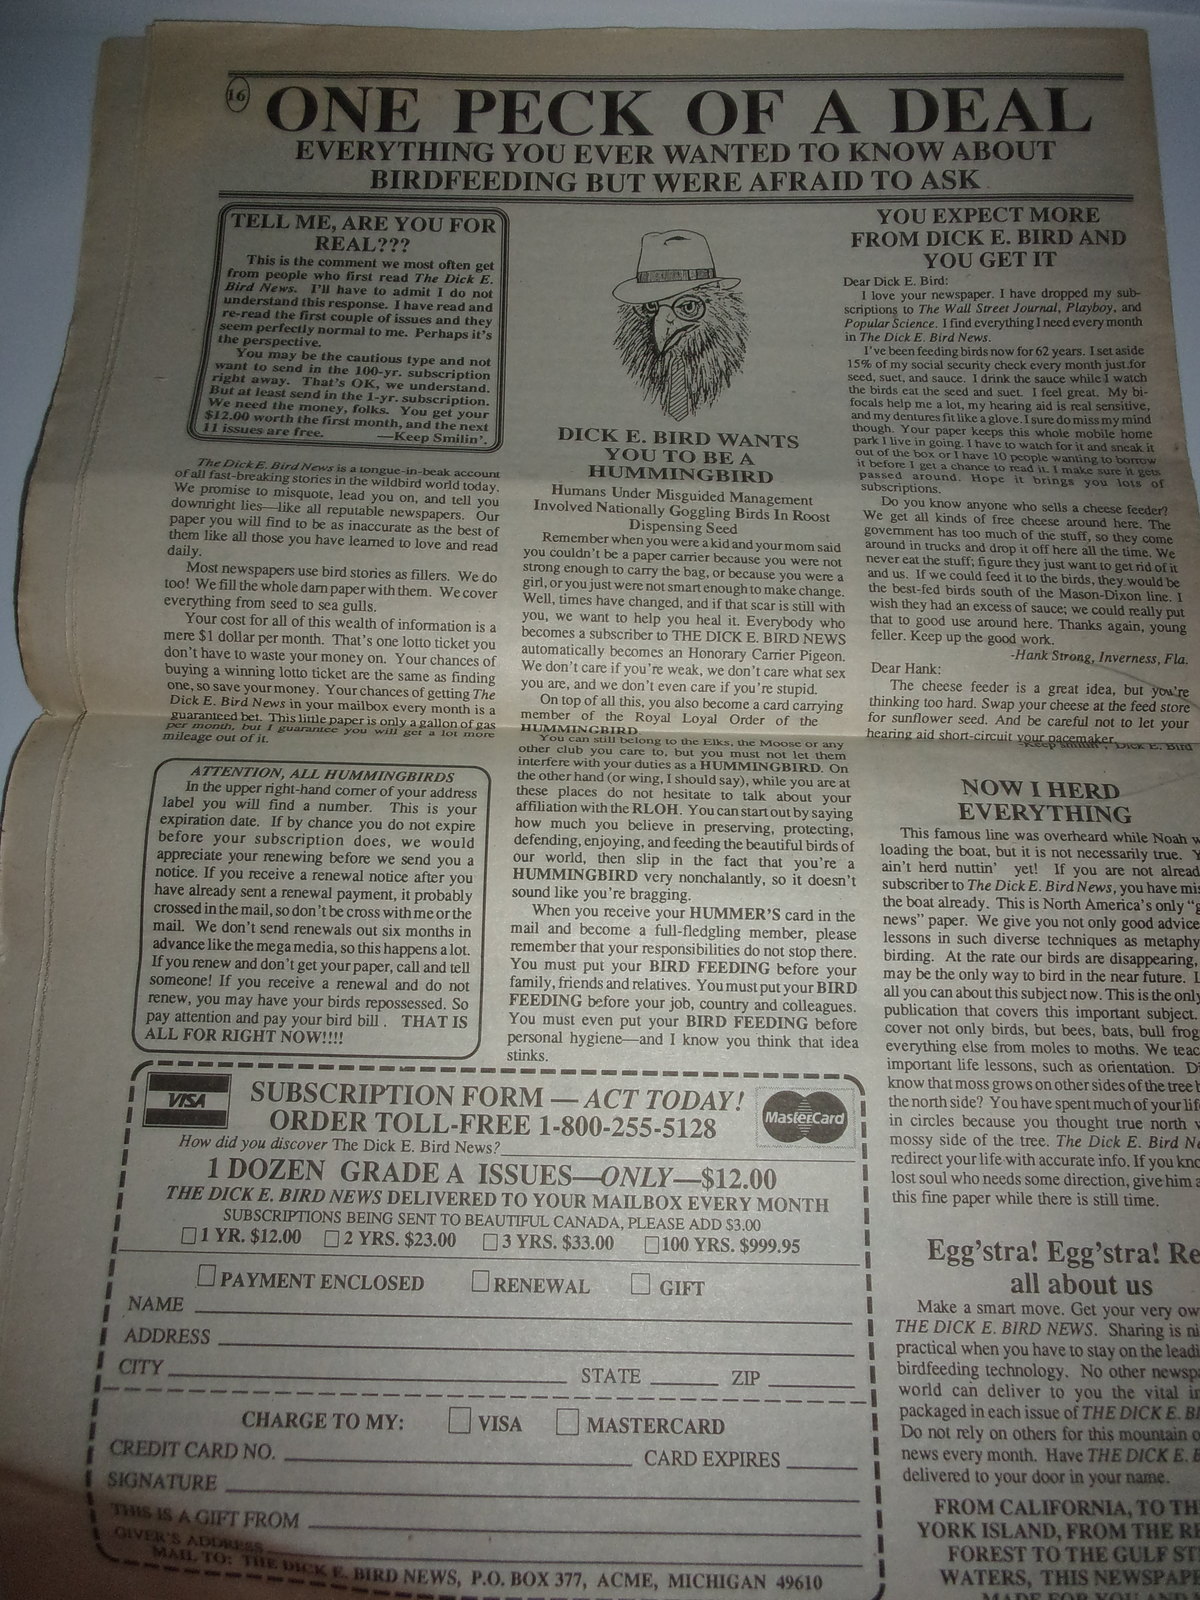 16
ONE PECK OF A DEAL
EVERYTHING YOU EVER WANTED TO KNOW ABOUT
BIRDFEEDING BUT WERE AFRAID TO ASK
TELL ME, ARE YOU FOR
REAL???
This is the comment we most often get
from people who first read The Dick E.
Bird News. I'll have to admit I do not
understand this response. I have read and
re-read the first couple of issues and they
seem perfectly normal to me. Perhaps it's
the perspective.
You may be the cautious type and not
want to send in the 100-yr. subscription
right away. That's OK, we understand.
But at least send in the 1-yr. subscription.
We need the money, folks. You get your
$12.00 worth the first month, and the next
11 issues are free. —Keep Smilin'.
The Dick E. Bird News is a tongue-in-beak account
of all fast-breaking stories in the wildbird world today.
We promise to misquote, lead you on, and tell you
downright lies—like all reputable newspapers. Our
paper you will find to be as inaccurate as the best of
them like all those you have learned to love and read
daily.
Most newspapers use bird stories as fillers. We do
too! We fill the whole darn paper with them. We cover
everything from seed to sea gulls.
Your cost for all of this wealth of information is a
mere $1 dollar per month. That's one lotto ticket you
don't have to waste your money on. Your chances of
buying a winning lotto ticket are the same as finding
one, so save your money. Your chances of getting The
Dick E. Bird News in your mailbox every month is a
guaranteed bet. This little paper is only a gallon of gas
per month, but I guarantee you will get a lot more
mileage out of it.
ATTENTION, ALL HUMMINGBIRDS
In the upper right-hand corner of your address
label you will find a number. This is your
expiration date. If by chance you do not expire
before your subscription does, we would
appreciate your renewing before we send you a
notice. If you receive a renewal notice after you
have already sent a renewal payment, it probably
crossed in the mail, so don't be cross with me or the
mail. We don't send renewals out six months in
advance like the mega media, so this happens a lot.
If you renew and don't get your paper, call and tell
someone! If you receive a renewal and do not
renew, you may have your birds repossessed. So
pay attention and pay your bird bill . THAT IS
ALL FOR RIGHT NOW!!!!
DICK E. BIRD WANTS
YOU TO BE A
HUMMINGBIRD
Humans Under Misguided Management
Involved Nationally Goggling Birds In Roost
Dispensing Seed
Remember when you were a kid and your mom said
you couldn't be a paper carrier because you were not
strong enough to carry the bag, or because you were a
girl, or you just were not smart enough to make change.
Well, times have changed, and if that scar is still with
you, we want to help you heal it. Everybody who
becomes a subscriber to THE DICK E. BIRD NEWS
automatically becomes an Honorary Carrier Pigeon.
We don't care if you're weak, we don't care what sex
you are, and we don't even care if you're stupid.
On top of all this, you also become a card carrying
member of the Royal Loyal Order of the
HUMMINGBIRD.
You can still belong to the Elks, the Moose or any
other club you care to, but you must not let them
interfere with your duties as a HUMMINGBIRD. On
the other hand (or wing, I should say), while you are at
these places do not hesitate to talk about your
affiliation with the RLOH. You can start out by saying
how much you believe in preserving, protecting,
defending, enjoying, and feeding the beautiful birds of
our world, then slip in the fact that you're a
HUMMINGBIRD very nonchalantly, so it doesn't
sound like you're bragging.
When you receive your HUMMER'S card in the
mail and become a full-fledgling member, please
remember that your responsibilities do not stop there.
You must put your BIRD FEEDING before your
family, friends and relatives. You must put your BIRD
FEEDING before your job, country and colleagues.
You must even put your BIRD FEEDING before
personal hygiene—and I know you think that idea
stinks.
YOU EXPECT MORE
FROM DICK E. BIRD AND
YOU GET IT
Dear Dick E. Bird:
I love your newspaper. I have dropped my sub-
scriptions to The Wall Street Journal, Playboy, and
Popular Science. I find everything I need every month
in The Dick E. Bird News.
I've been feeding birds now for 62 years. I set aside
15% of my social security check every month just for
seed, suet, and sauce. I drink the sauce while I watch
the birds eat the seed and suet. I feel great. My bi-
focals help me a lot, my hearing aid is real sensitive,
and my dentures fit like a glove. I sure do miss my mind
though. Your paper keeps this whole mobile home
park I live in going. I have to watch for it and sneak it
out of the box or I have 10 people wanting to borrow
it before I get a chance to read it. I make sure it gets
passed around. Hope it brings you lots of
subscriptions.
Do you know anyone who sells a cheese feeder?
We get all kinds of free cheese around here. The
government has too much of the stuff, so they come
around in trucks and drop it off here all the time. We
never eat the stuff; figure they just want to get rid of it
and us. If we could feed it to the birds, they would be
the best-fed birds south of the Mason-Dixon line. I
wish they had an excess of sauce; we could really put
that to good use around here. Thanks again, young
feller. Keep up the good work.
-Hank Strong, Inverness, Fla.
Dear Hank:
The cheese feeder is a great idea, but you're
thinking too hard. Swap your cheese at the feed store
for sunflower seed. And be careful not to let your
hearing aid short-circuit your pacemaker.
-Keep Smilin', Dick E. Bird
NOW I HERD
EVERYTHING
This famous line was overheard while Noah w
loading the boat, but it is not necessarily true. Y
ain't herd nuttin' yet! If you are not alread
subscriber to The Dick E. Bird News, you have mis
the boat already. This is North America's only "g
news" paper. We give you not only good advice
lessons in such diverse techniques as metaphy
birding. At the rate our birds are disappearing,
may be the only way to bird in the near future. L
all you can about this subject now. This is the only
publication that covers this important subject.
cover not only birds, but bees, bats, bull frog
everything else from moles to moths. We teac
important life lessons, such as orientation. D
know that moss grows on other sides of the tree b
the north side? You have spent much of your life
in circles because you thought true north w
mossy side of the tree. The Dick E. Bird Ne
redirect your life with accurate info. If you kno
lost soul who needs some direction, give him a
this fine paper while there is still time.
Egg'stra! Egg'stra! Re
all about us
Make a smart move. Get your very ow
THE DICK E. BIRD NEWS. Sharing is ni
practical when you have to stay on the leadi
birdfeeding technology. No other newspa
world can deliver to you the vital in
packaged in each issue of THE DICK E. BI
Do not rely on others for this mountain o
news every month. Have THE DICK E. B
delivered to your door in your name.
FROM CALIFORNIA, TO TH
YORK ISLAND, FROM THE RE
FOREST TO THE GULF ST
WATERS, THIS NEWSPAPE
MADE FOR YOU AND
VISA
SUBSCRIPTION FORM — ACT TODAY!
MasterCard
ORDER TOLL-FREE 1-800-255-5128
How did you discover The Dick E. Bird News?
1 DOZEN GRADE A ISSUES—ONLY—$12.00
THE DICK E. BIRD NEWS DELIVERED TO YOUR MAILBOX EVERY MONTH
SUBSCRIPTIONS BEING SENT TO BEAUTIFUL CANADA, PLEASE ADD $3.00
1 YR. $12.00 2 YRS. $23.00 3 YRS. $33.00 100 YRS. $999.95
PAYMENT ENCLOSED RENEWAL GIFT
NAME
ADDRESS
CITY STATE ZIP
CHARGE TO MY: VISA MASTERCARD
CREDIT CARD NO. CARD EXPIRES
SIGNATURE
THIS IS A GIFT FROM
GIVER'S ADDRESS
MAIL TO: THE DICK E. BIRD NEWS, P.O. BOX 377, ACME, MICHIGAN 49610